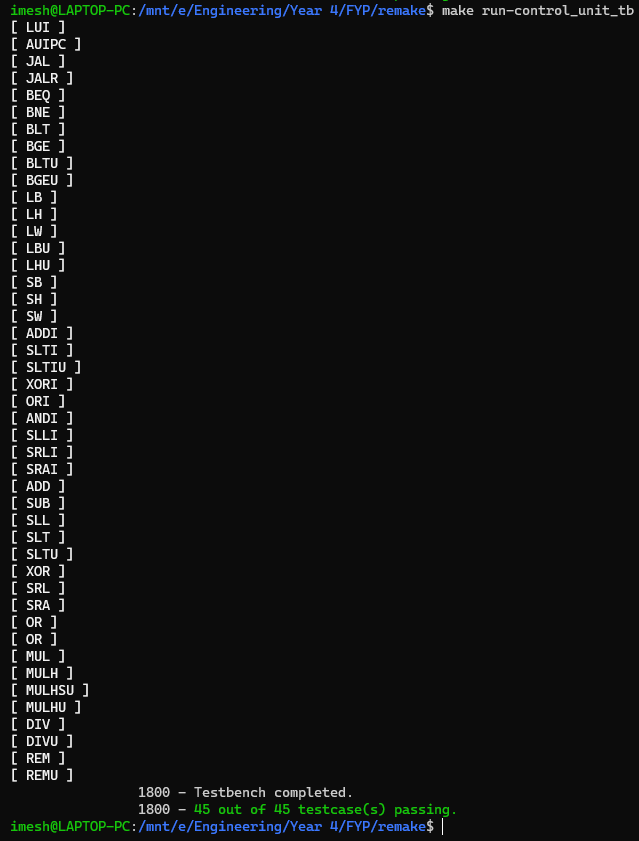 imesh@LAPTOP-PC:/mnt/e/Engineering/Year 4/FYP/remake$ make run-control_unit_tb
[ LUI ]
[ AUIPC ]
[ JAL ]
[ JALR ]
[ BEQ ]
[ BNE ]
[ BLT ]
[ BGE ]
[ BLTU ]
[ BGEU ]
[ LB ]
[ LH ]
[ LW ]
[ LBU ]
[ LHU ]
[ SB ]
[ SH ]
[ SW ]
[ ADDI ]
[ SLTI ]
[ SLTIU ]
[ XORI ]
[ ORI ]
[ ANDI ]
[ SLLI ]
[ SRLI ]
[ SRAI ]
[ ADD ]
[ SUB ]
[ SLL ]
[ SLT ]
[ SLTU ]
[ XOR ]
[ SRL ]
[ SRA ]
[ OR ]
[ OR ]
[ MUL ]
[ MULH ]
[ MULHSU ]
[ MULHU ]
[ DIV ]
[ DIVU ]
[ REM ]
[ REMU ]
1800 - Testbench completed.
1800 - 45 out of 45 testcase(s) passing.
imesh@LAPTOP-PC:/mnt/e/Engineering/Year 4/FYP/remake$